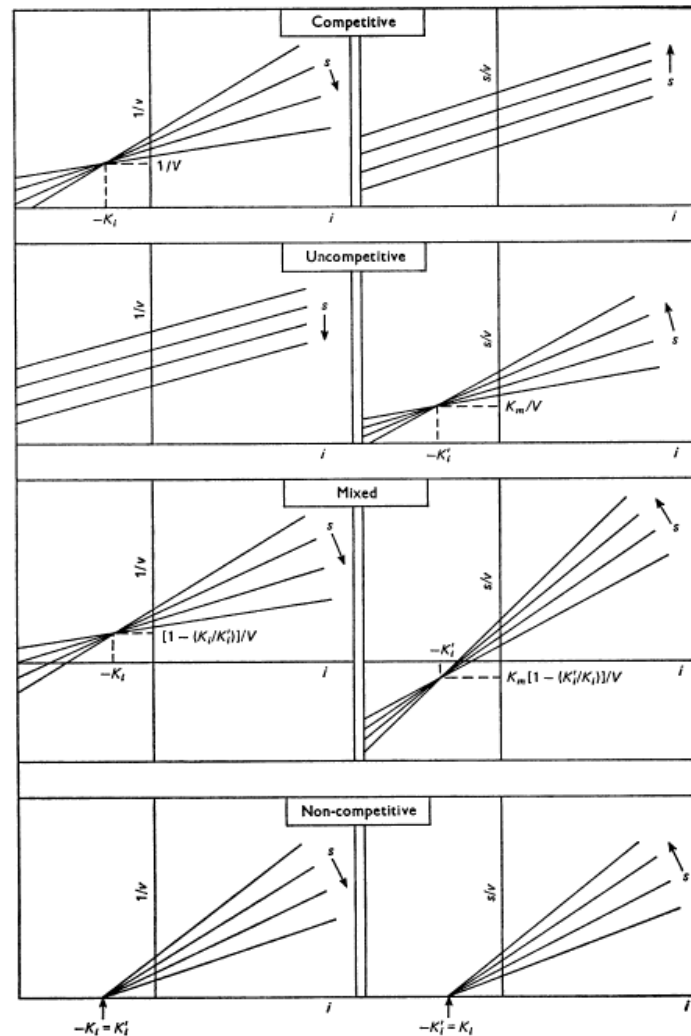 Competitive
1/v
s
1/V
-Kᵢ
i
s/v
s
i
Uncompetitive
1/v
s
i
s/v
s
Kₘ/V
-K′ᵢ
i
Mixed
1/v
s
[1-(Kᵢ/K′ᵢ)]/V
-Kᵢ
i
s/v
s
-K′ᵢ
i
Kₘ[1-(K′ᵢ/Kᵢ)]/V
Non-competitive
1/v
s
i
-Kᵢ=K′ᵢ
s/v
s
i
-K′ᵢ=Kᵢ